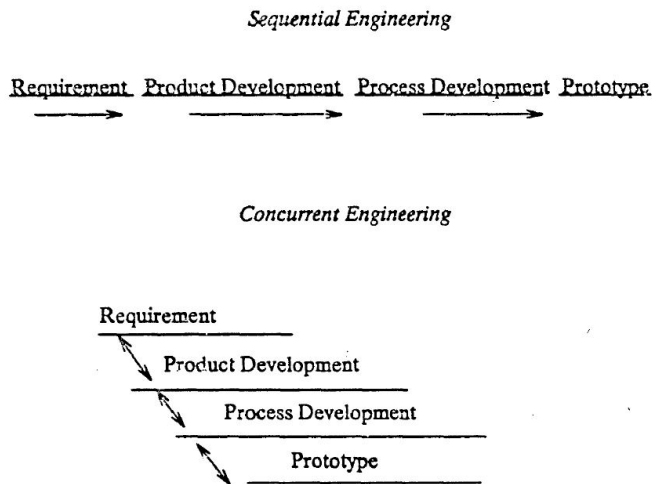 Sequential Engineering
Requirement Product Development Process Development Prototype
Concurrent Engineering
Requirement
Product Development
Process Development
Prototype